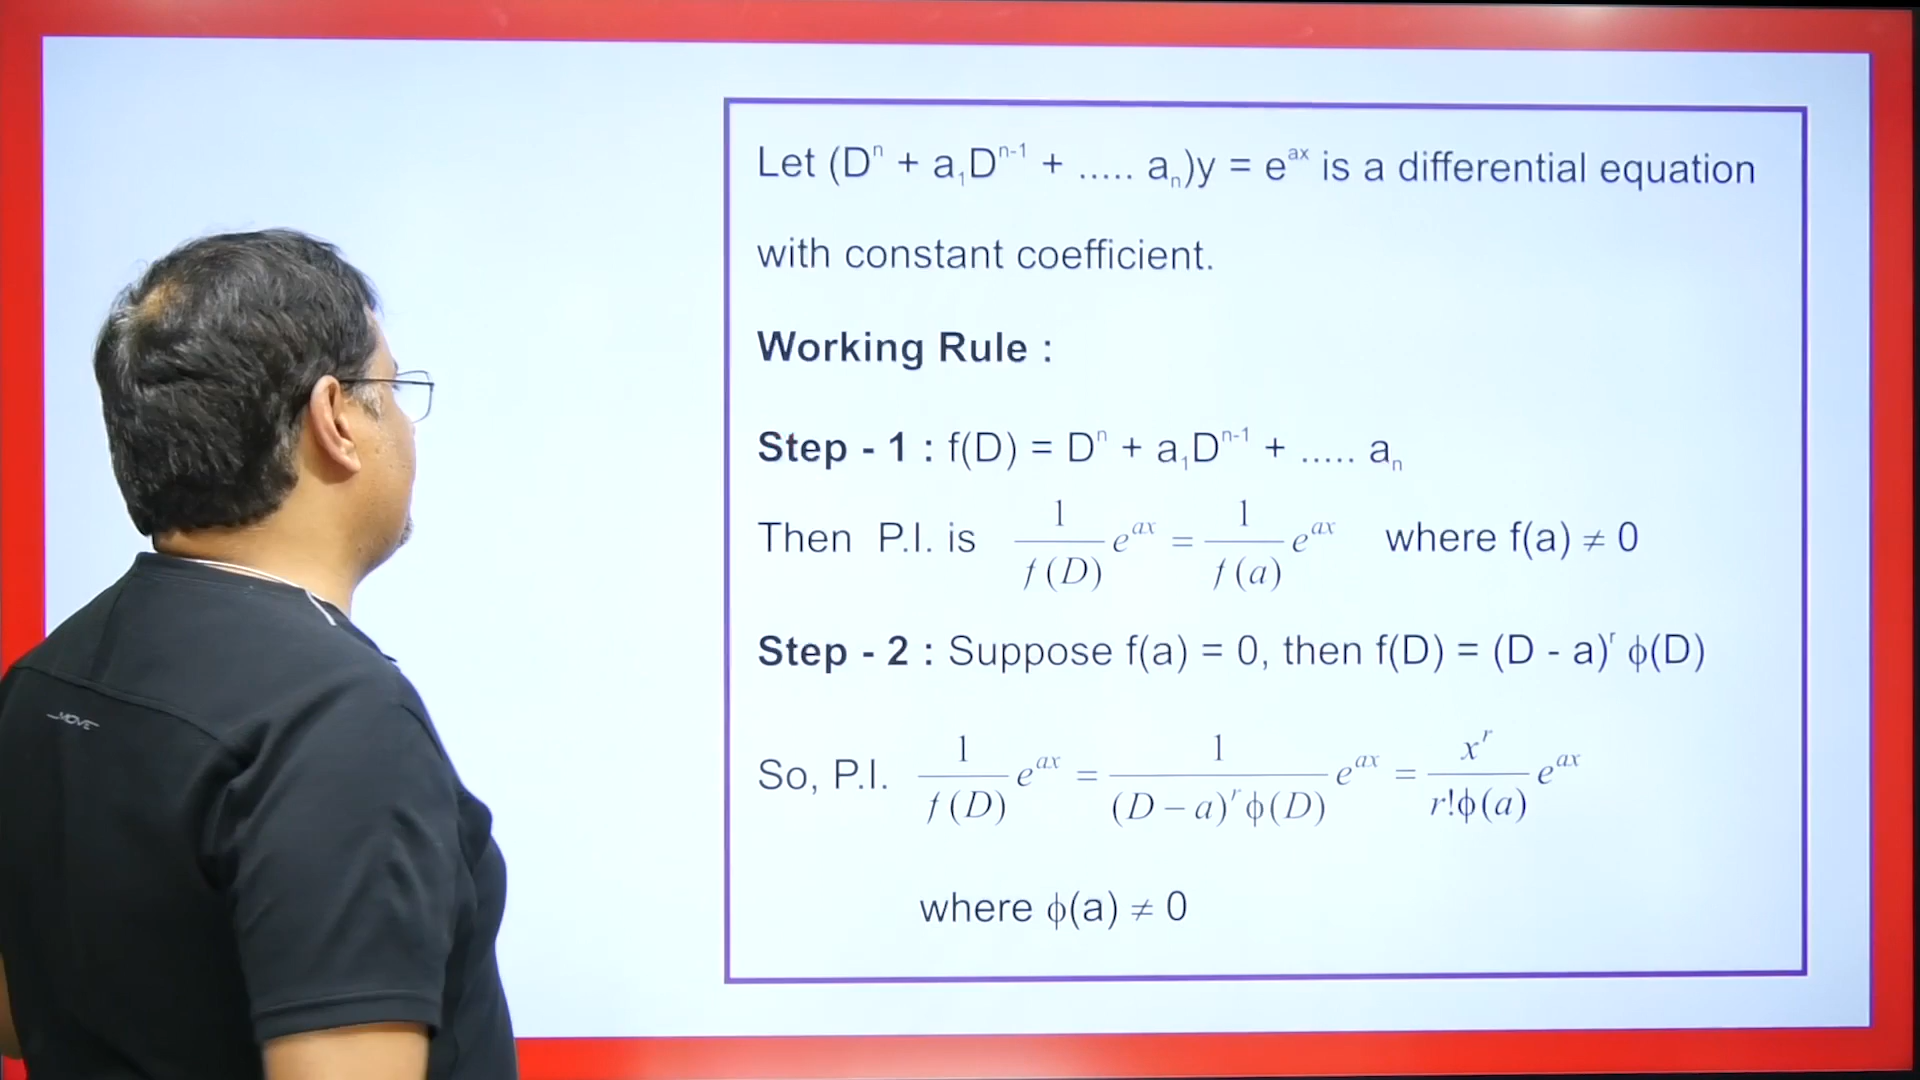 Let (Dⁿ + a₁Dⁿ⁻¹ + ..... aₙ)y = eᵃˣ is a differential equation
with constant coefficient.
Working Rule :
Step - 1 : f(D) = Dⁿ + a₁Dⁿ⁻¹ + ..... aₙ
Then P.I. is 1/f(D) eᵃˣ = 1/f(a) eᵃˣ where f(a) ≠ 0
Step - 2 : Suppose f(a) = 0, then f(D) = (D - a)ʳ ϕ(D)
So, P.I. 1/f(D) eᵃˣ = 1/(D – a)ʳϕ(D) eᵃˣ = xʳ/r!ϕ(a) eᵃˣ
where ϕ(a) ≠ 0
MOVE